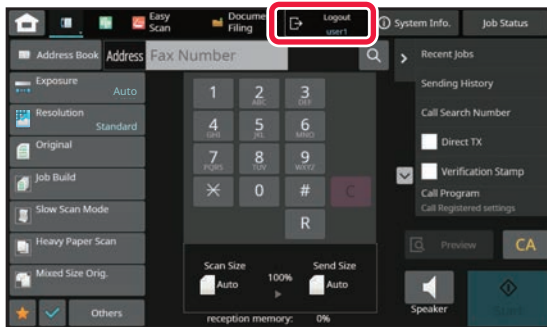 Easy
Scan
Docume
Filing
Logout
user1
System Info.
Job Status
Address Book
Address
Fax Number
Recent Jobs
Exposure
Auto
Sending History
Resolution
Standard
Call Search Number
Original
Direct TX
Job Build
Verification Stamp
Slow Scan Mode
Call Program
Call Registered settings
Heavy Paper Scan
Mixed Size Orig.
Others
1
2
ABC
3
DEF
4
GHI
5
JKL
6
MNO
7
PQRS
8
TUV
9
WXYZ
0
#
C
R
Scan Size
Auto
100%
Send Size
Auto
reception memory: 0%
Preview
CA
Speaker
Start